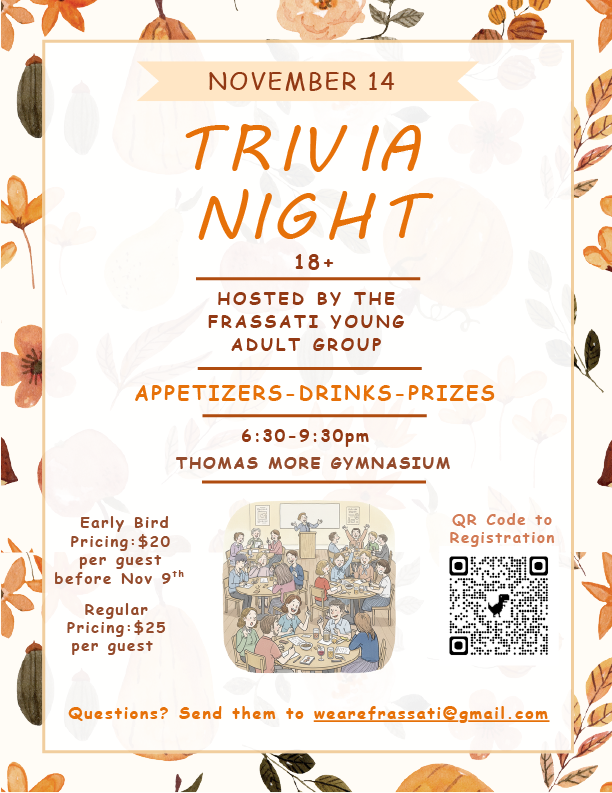 NOVEMBER 14
TRIVIA
NIGHT
18+
HOSTED BY THE
FRASSATI YOUNG
ADULT GROUP
APPETIZERS-DRINKS-PRIZES
6:30-9:30pm
THOMAS MORE GYMNASIUM
Early Bird
Pricing:$20
per guest
before Nov 9th
Regular
Pricing:$25
per guest
QR Code to
Registration
Questions? Send them to wearefrassati@gmail.com